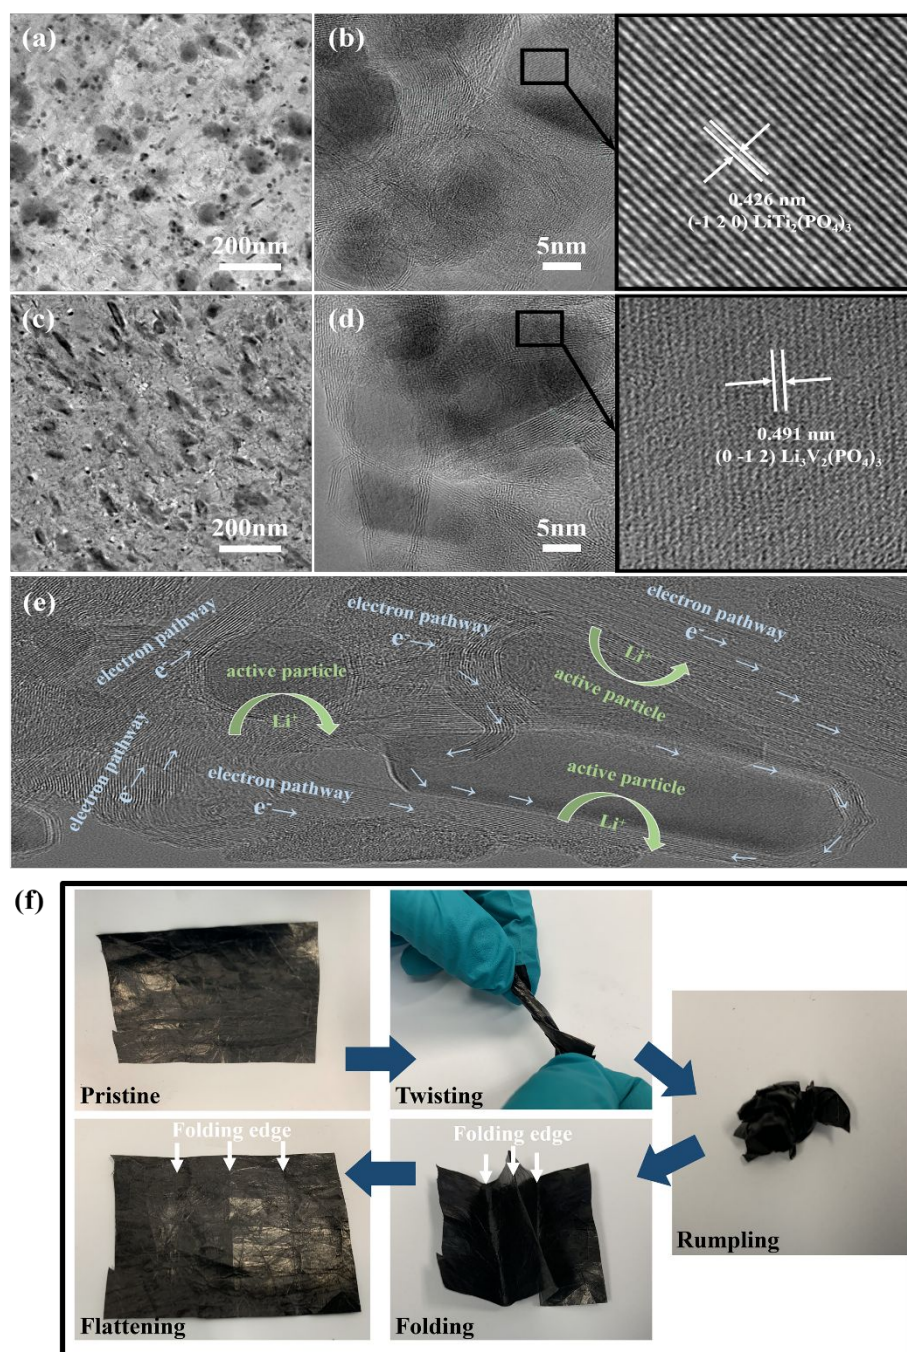 (a)
200nm
(b)
5nm
0.426 nm
(-1 2 0) LiTi₂(PO₄)₃
(c)
200nm
(d)
5nm
0.491 nm
(0 -1 2) Li₃V₂(PO₄)₃
(e)
electron pathway
e⁻
electron pathway
e⁻
electron pathway
e⁻
active particle
Li⁺
Li⁺
active particle
electron pathway
e⁻
electron pathway
e⁻
active particle
Li⁺
(f)
Pristine
Twisting
Rumpling
Folding edge
Flattening
Folding edge
Folding